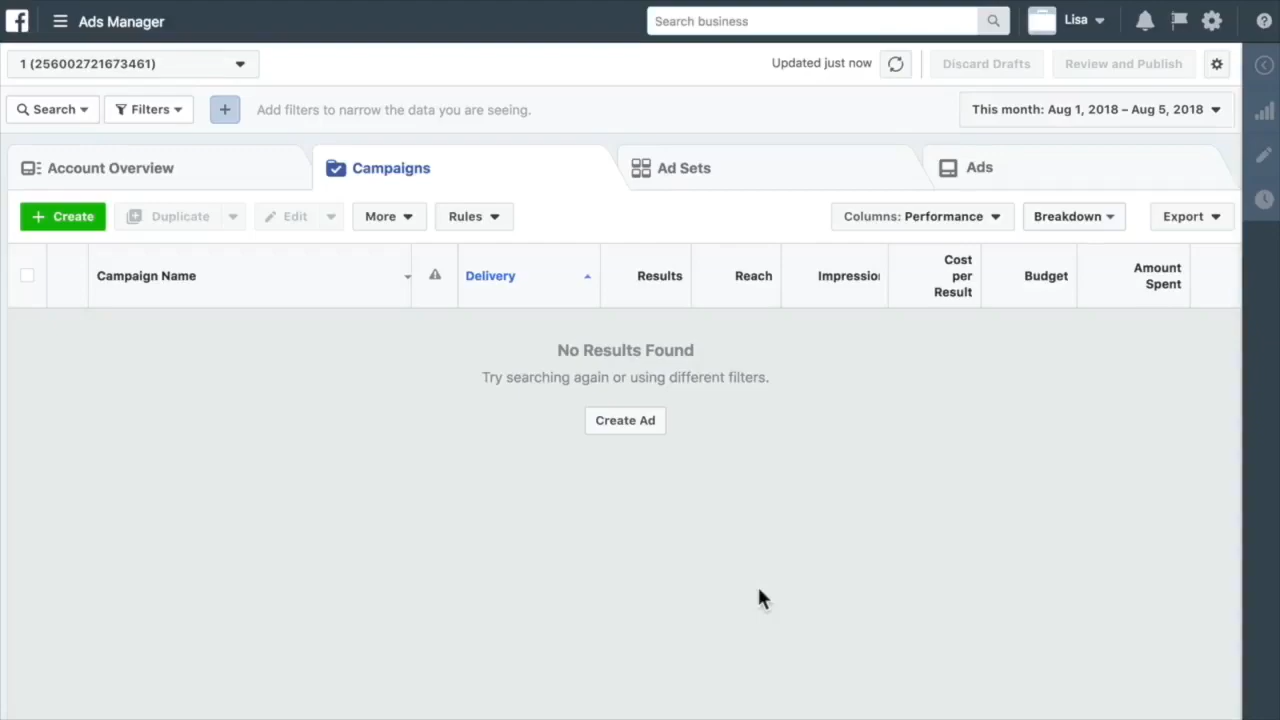 Ads Manager
Search business
Lisa
1 (256002721673461)
Updated just now
Discard Drafts
Review and Publish
Search
Filters
Add filters to narrow the data you are seeing.
This month: Aug 1, 2018 – Aug 5, 2018
Account Overview
Campaigns
Ad Sets
Ads
+ Create
Duplicate
Edit
More
Rules
Columns: Performance
Breakdown
Export
Campaign Name
Delivery
Results
Reach
Impression
Cost
per
Result
Budget
Amount
Spent
No Results Found
Try searching again or using different filters.
Create Ad